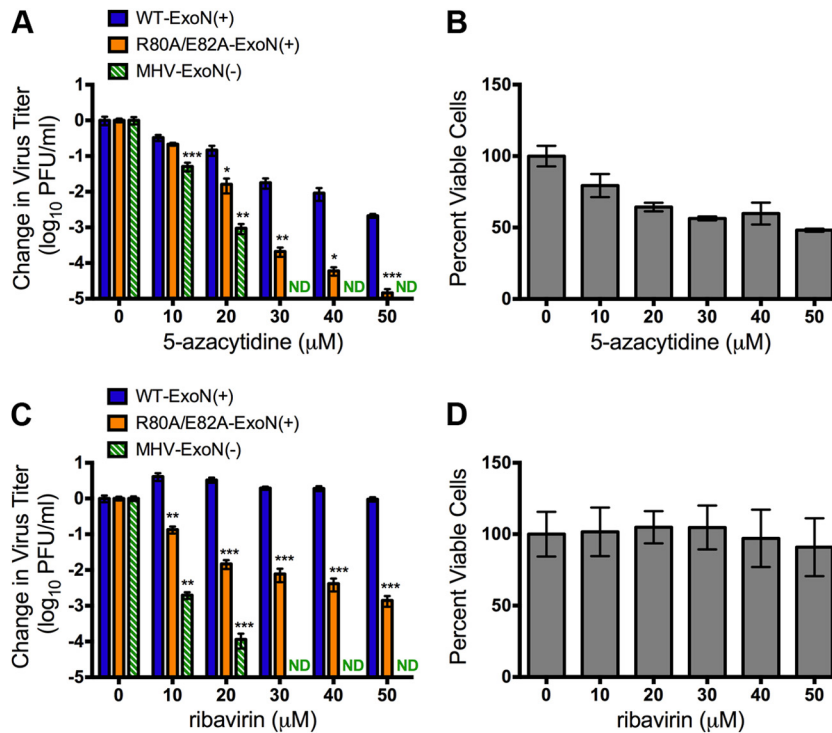 A
WT-ExoN(+)
R80A/E82A-ExoN(+)
MHV-ExoN(-)
Change in Virus Titer
(log10 PFU/ml)
1
0
-1
-2
-3
-4
-5
***
*
**
**
ND
*
ND
***
ND
0 10 20 30 40 50
5-azacytidine (μM)
B
Percent Viable Cells
150
100
50
0
0 10 20 30 40 50
5-azacytidine (μM)
C
WT-ExoN(+)
R80A/E82A-ExoN(+)
MHV-ExoN(-)
Change in Virus Titer
(log10 PFU/ml)
1
0
-1
-2
-3
-4
-5
**
**
***
***
***
ND
***
ND
***
ND
0 10 20 30 40 50
ribavirin (μM)
D
Percent Viable Cells
150
100
50
0
0 10 20 30 40 50
ribavirin (μM)